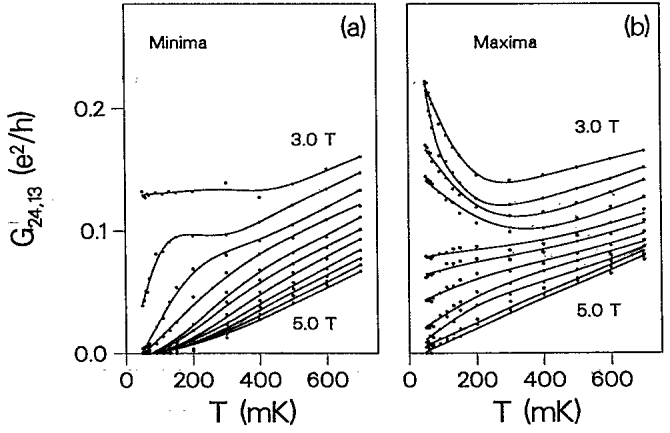 (a)
Minima
3.0 T
5.0 T
G24,13 (e²/h)
0.2
0.1
0.0
0
200
400
600
T (mK)
(b)
Maxima
3.0 T
5.0 T
0
200
400
600
T (mK)